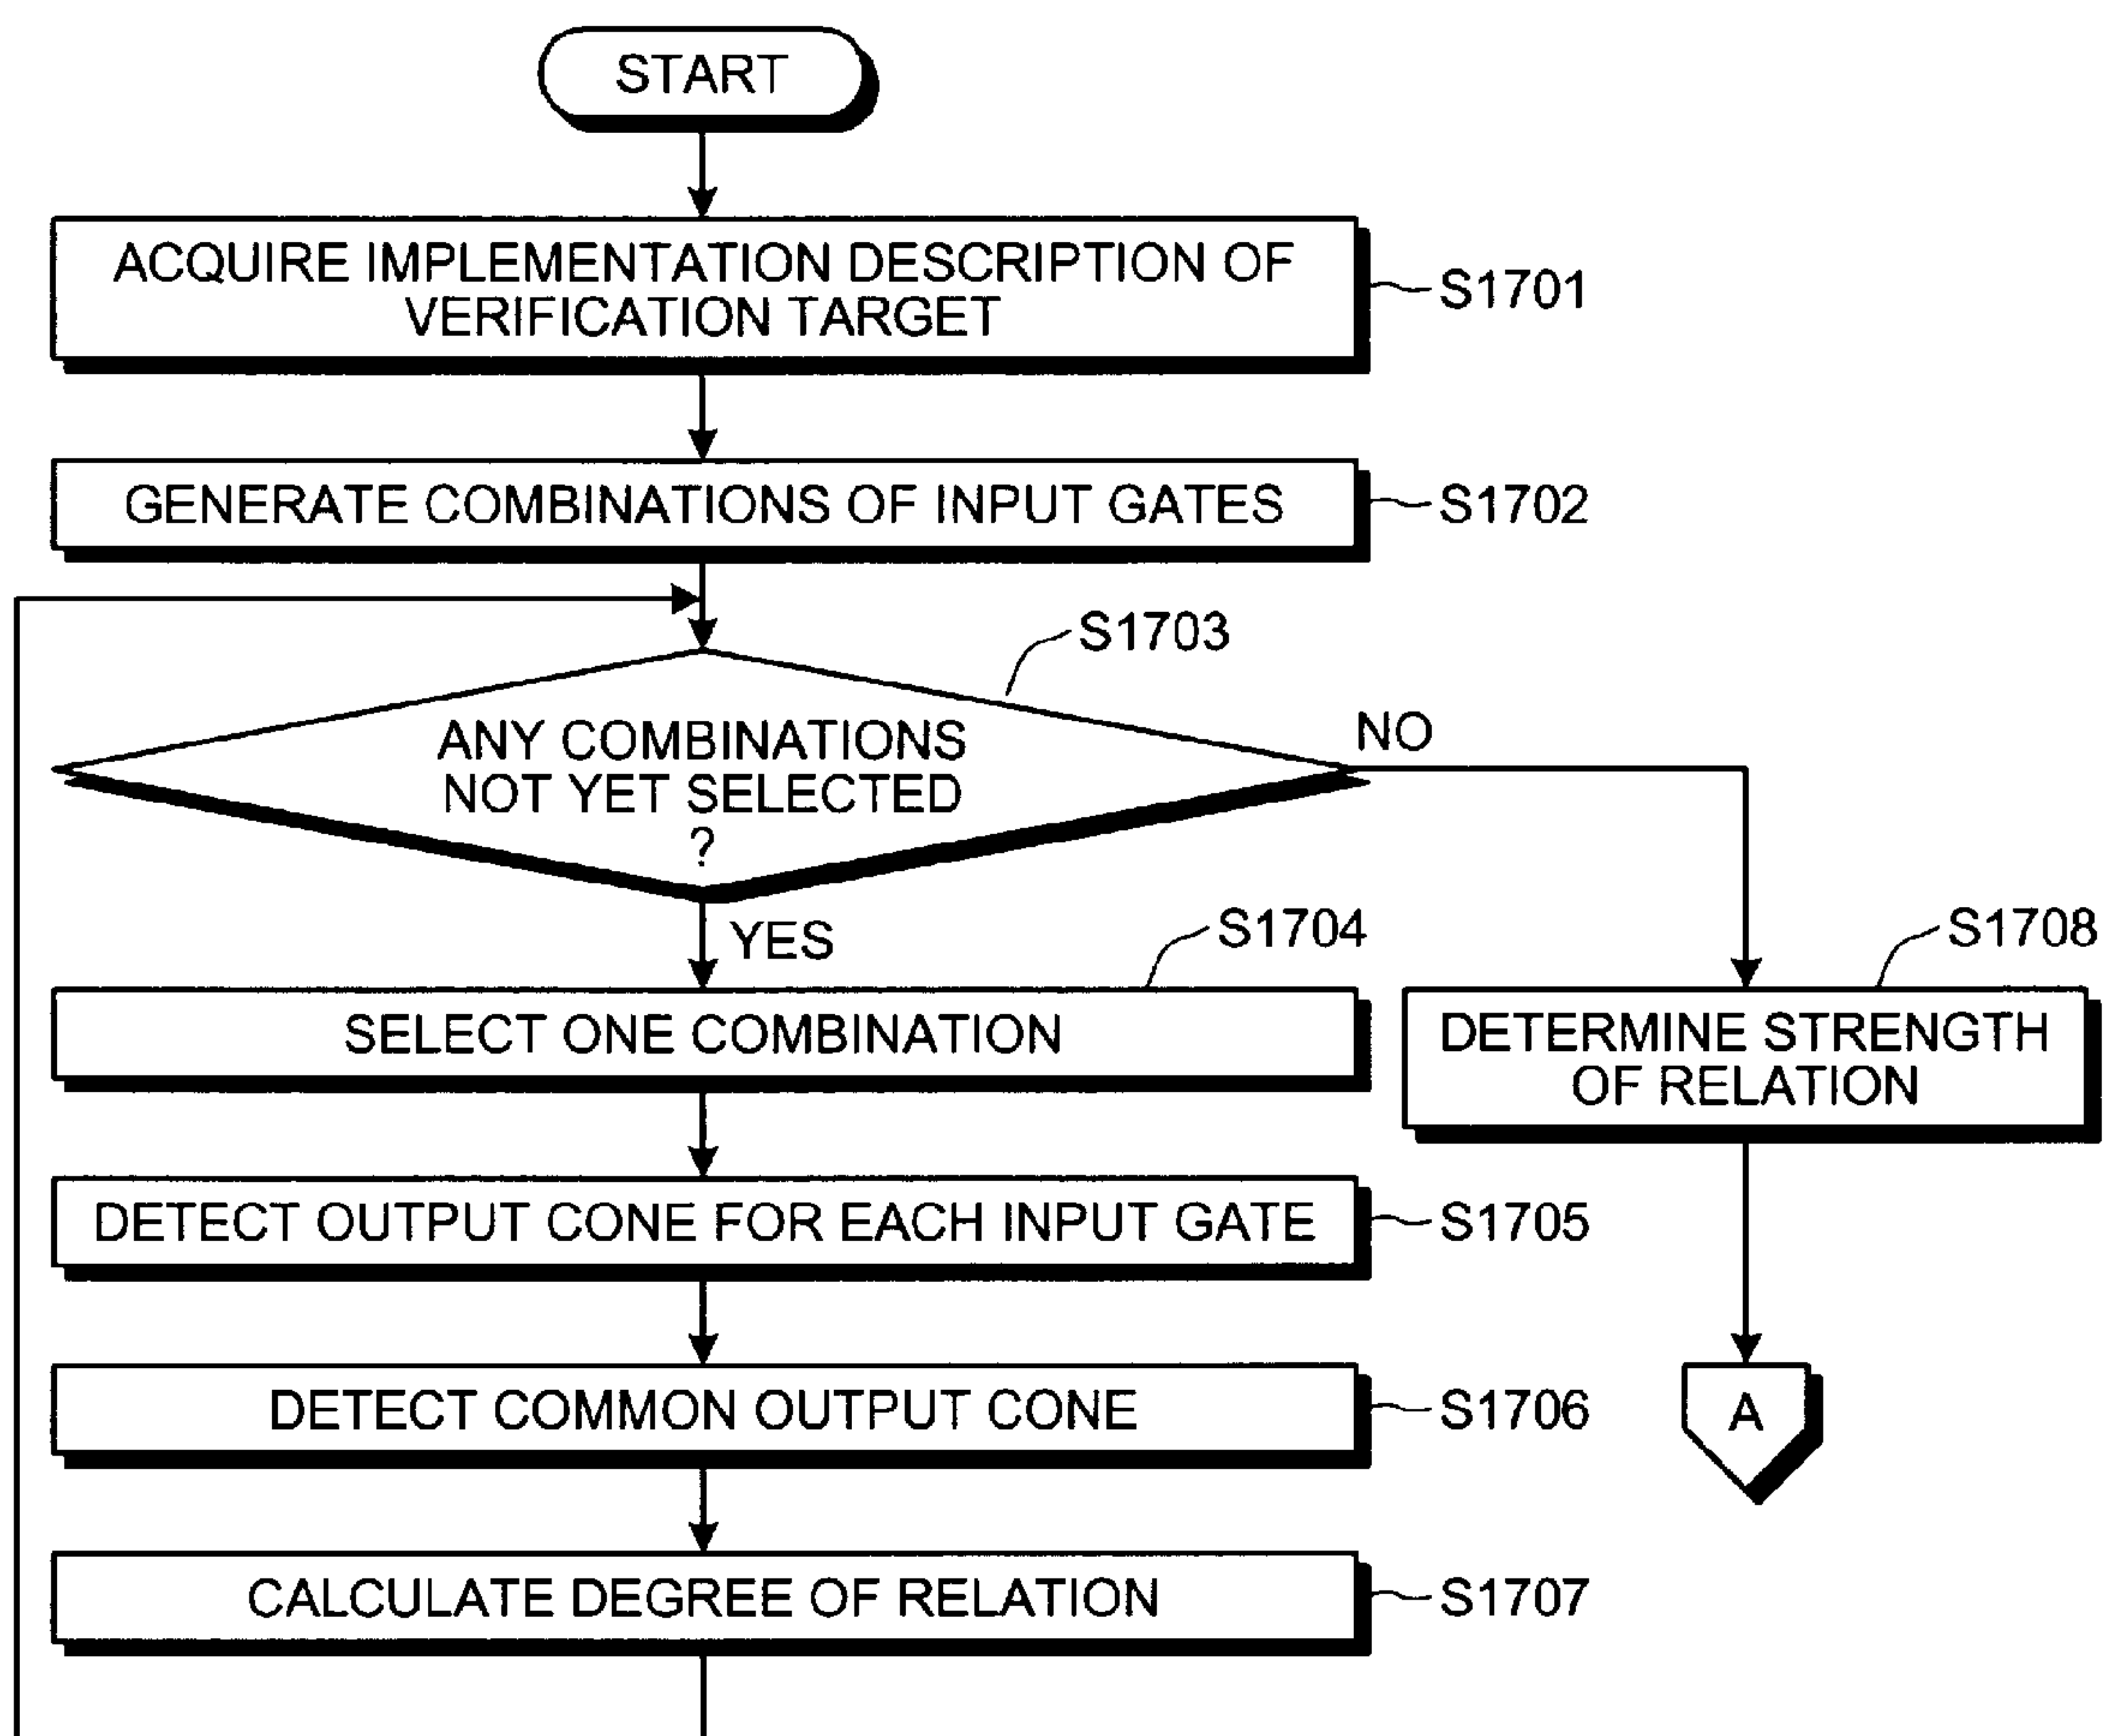 START
ACQUIRE IMPLEMENTATION DESCRIPTION OF
VERIFICATION TARGET
S1701
GENERATE COMBINATIONS OF INPUT GATES
S1702
S1703
ANY COMBINATIONS
NOT YET SELECTED
?
NO
YES
S1704
SELECT ONE COMBINATION
S1708
DETERMINE STRENGTH
OF RELATION
DETECT OUTPUT CONE FOR EACH INPUT GATE
S1705
DETECT COMMON OUTPUT CONE
S1706
A
CALCULATE DEGREE OF RELATION
S1707